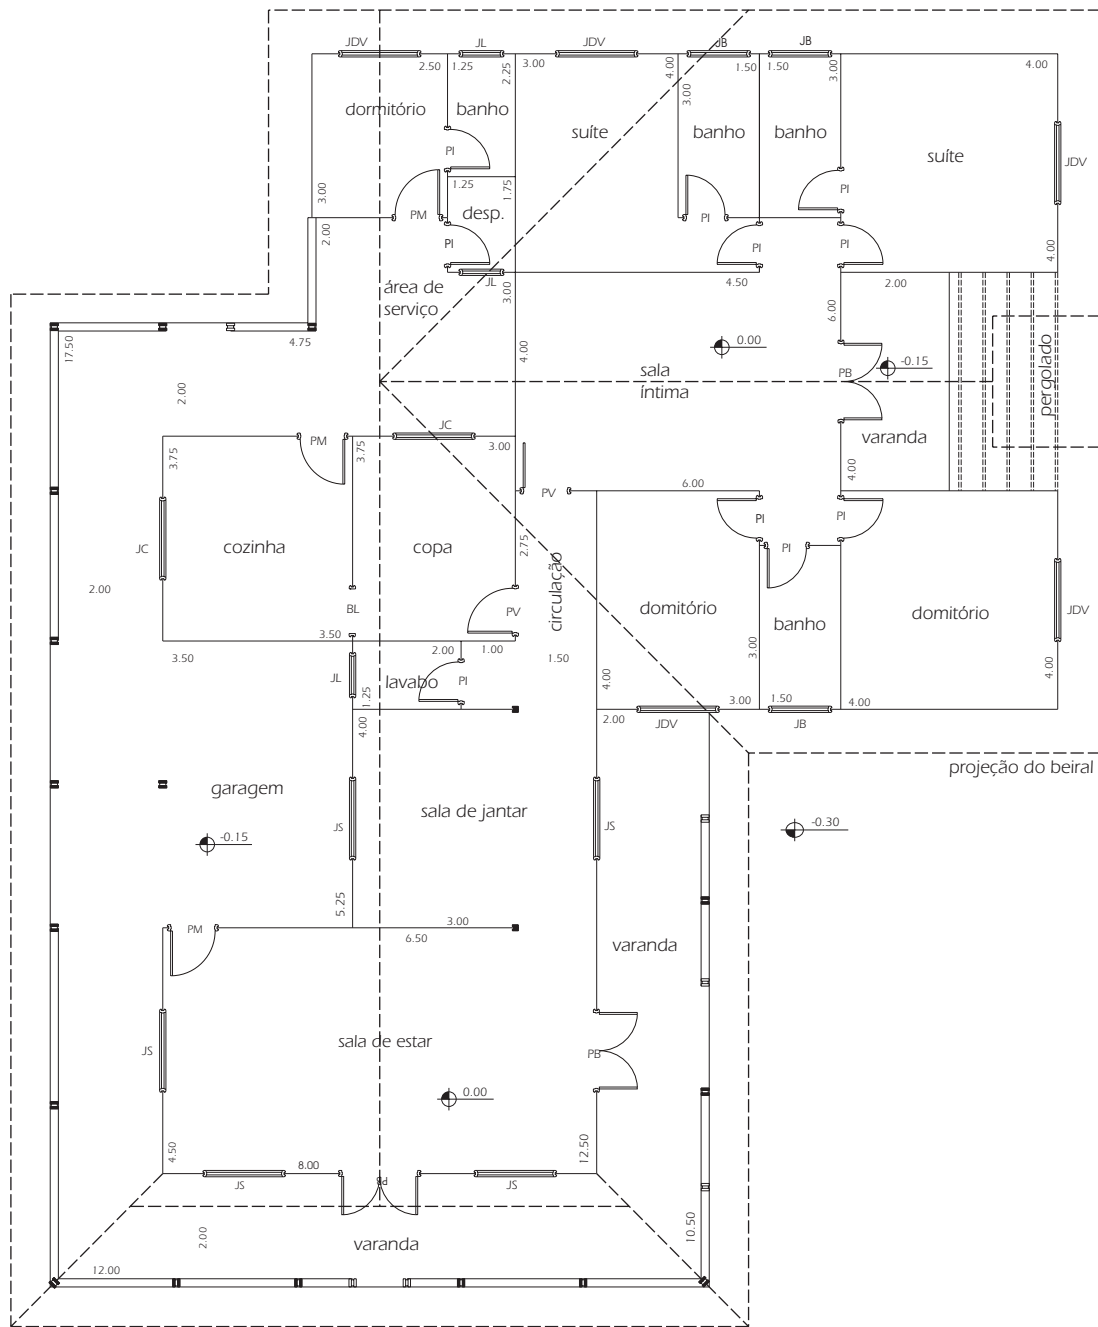 JDV
JL
JDV
JB
JB
2.50
1.25
2.25
3.00
4.00
1.50
1.50
3.00
4.00
dormitório
banho
3.00
suíte
banho
banho
suíte
JDV
PI
1.25
1.75
PI
3.00
PM
desp.
PI
2.00
PI
PI
PI
4.00
JL
3.00
4.50
2.00
área de
serviço
6.00
17.50
4.75
4.00
0.00
-0.15
pergolado
sala
íntima
PB
2.00
JC
varanda
PM
3.75
3.75
3.00
4.00
6.00
PV
PI
PI
JC
cozinha
copa
2.75
PI
circulação
2.00
BL
PV
domitório
banho
domitório
JDV
3.50
3.50
2.00
1.00
1.50
3.00
JL
lavabo
PI
1.25
4.00
4.00
3.00
1.50
4.00
4.00
2.00
JDV
JB
projeção do beiral
garagem
sala de jantar
-0.15
JS
JS
-0.30
5.25
3.00
PM
6.50
varanda
sala de estar
JS
PB
0.00
4.50
8.00
12.50
JS
PB
JS
2.00
varanda
10.50
12.00